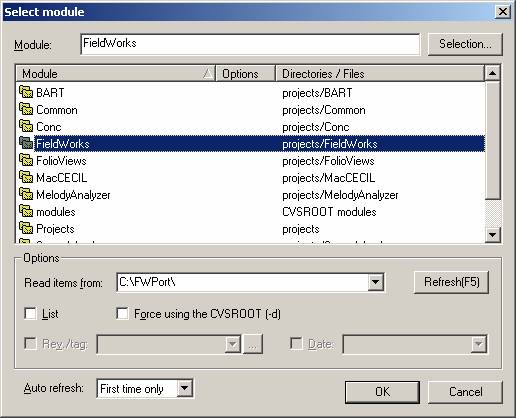 Select module
Module: FieldWorks Selection...
Module Options Directories / Files
BART projects/BART
Common projects/Common
Conc projects/Conc
FieldWorks projects/FieldWorks
FolioViews projects/FolioViews
MacCECIL projects/MacCECIL
MelodyAnalyzer projects/MelodyAnalyzer
modules CVSROOT modules
Projects projects
Options
Read items from: C:\FWPort\ Refresh(F5)
List Force using the CVSROOT (-d)
Rev./tag: ... Date:
Auto refresh: First time only OK Cancel